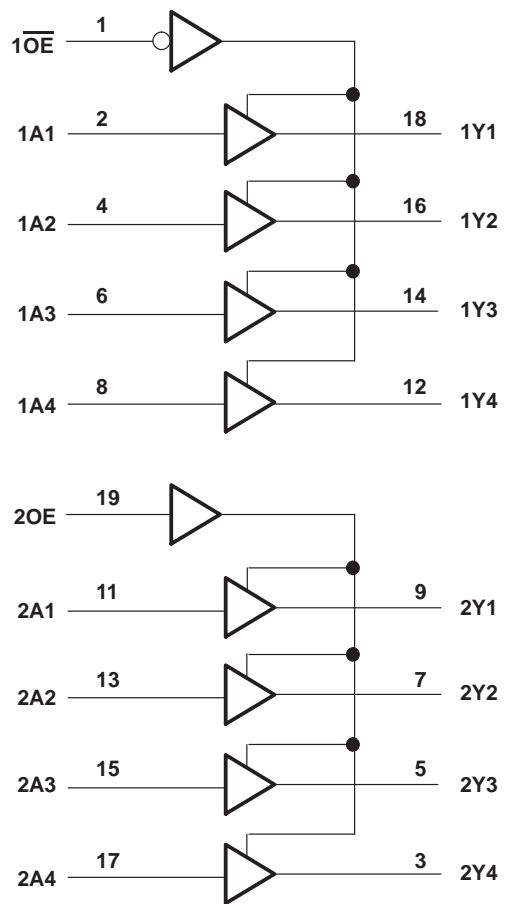 1O̅E̅ 1
1A1 2 18 1Y1
1A2 4 16 1Y2
1A3 6 14 1Y3
1A4 8 12 1Y4
2OE 19
2A1 11 9 2Y1
2A2 13 7 2Y2
2A3 15 5 2Y3
2A4 17 3 2Y4